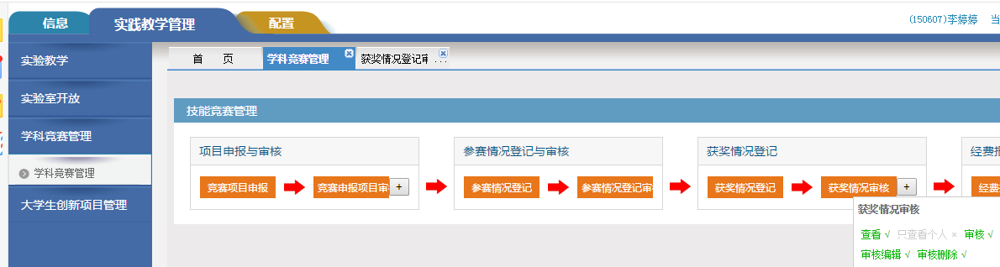 信息 实践教学管理 配置 (150607)李婷婷 当
实验教学
实验室开放
学科竞赛管理
学科竞赛管理
大学生创新项目管理
首 页 学科竞赛管理 获奖情况登记审 ...
技能竞赛管理
项目申报与审核 参赛情况登记与审核 获奖情况登记 经费报
竞赛项目申报 竞赛申报项目审 + 参赛情况登记 参赛情况登记审 获奖情况登记 获奖情况审核 + 经费
获奖情况审核
查看 √ 只查看个人 × 审核 √
审核编辑 √ 审核删除 √